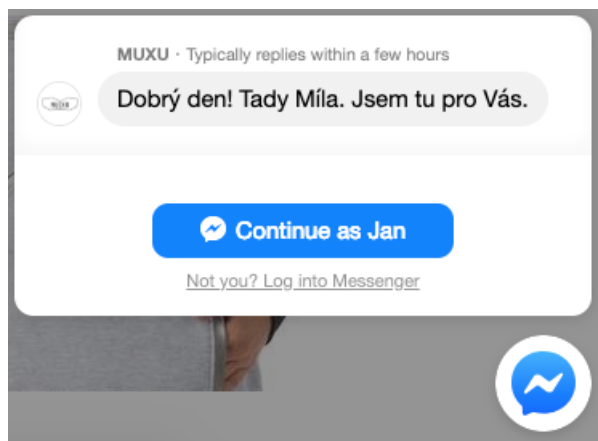 MUXU · Typically replies within a few hours
MUXU
Dobrý den! Tady Míla. Jsem tu pro Vás.
Continue as Jan
Not you? Log into Messenger